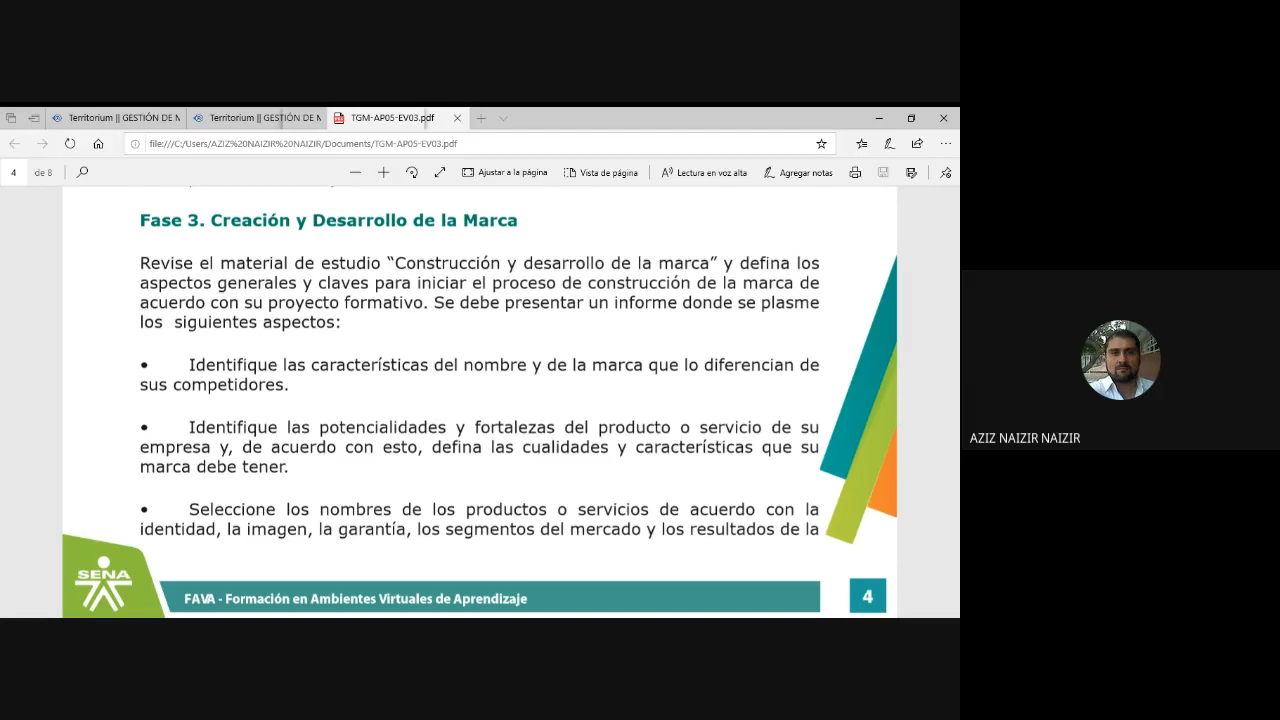 Territorium || GESTIÓN DE M
Territorium || GESTIÓN DE M
TGM-AP05-EV03.pdf
file:///C:/Users/AZIZ%20NAIZIR%20NAIZIR/Documents/TGM-AP05-EV03.pdf
4 de 8 Ajustar a la página Vista de página Lectura en voz alta Agregar notas
Fase 3. Creación y Desarrollo de la Marca
Revise el material de estudio “Construcción y desarrollo de la marca” y defina los
aspectos generales y claves para iniciar el proceso de construcción de la marca de
acuerdo con su proyecto formativo. Se debe presentar un informe donde se plasme
los siguientes aspectos:
• Identifique las características del nombre y de la marca que lo diferencian de
sus competidores.
• Identifique las potencialidades y fortalezas del producto o servicio de su
empresa y, de acuerdo con esto, defina las cualidades y características que su
marca debe tener.
• Seleccione los nombres de los productos o servicios de acuerdo con la
identidad, la imagen, la garantía, los segmentos del mercado y los resultados de la
SENA
FAVA - Formación en Ambientes Virtuales de Aprendizaje
4
AZIZ NAIZIR NAIZIR